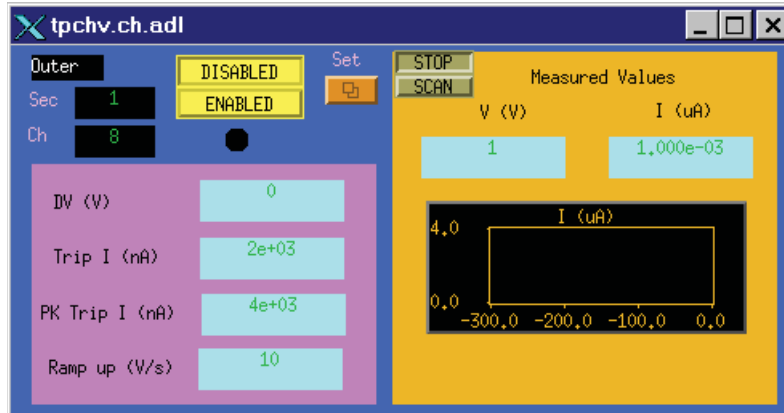 tpchv.ch.adl
Outer
DISABLED
Set
STOP
Measured Values
Sec 1
ENABLED
SCAN
V (V) I (uA)
Ch 8
1 1.000e-03
DV (V) 0
Trip I (nA) 2e+03
PK Trip I (nA) 4e+03
Ramp up (V/s) 10
I (uA)
4.0
0.0
-300.0 -200.0 -100.0 0.0